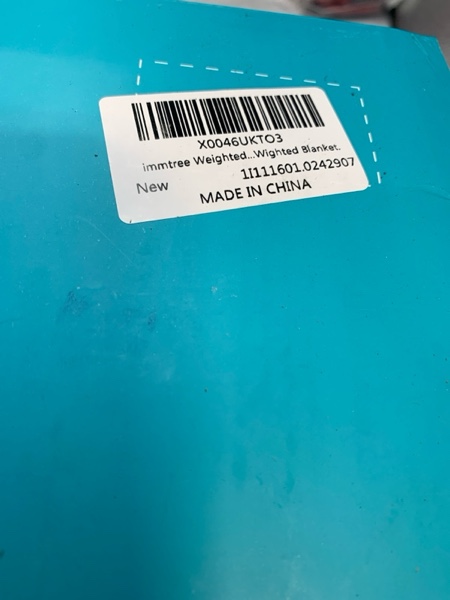 X0046UKTO3
immtree Weighted...Wighted Blanket.
New
1I111601.0242907
MADE IN CHINA